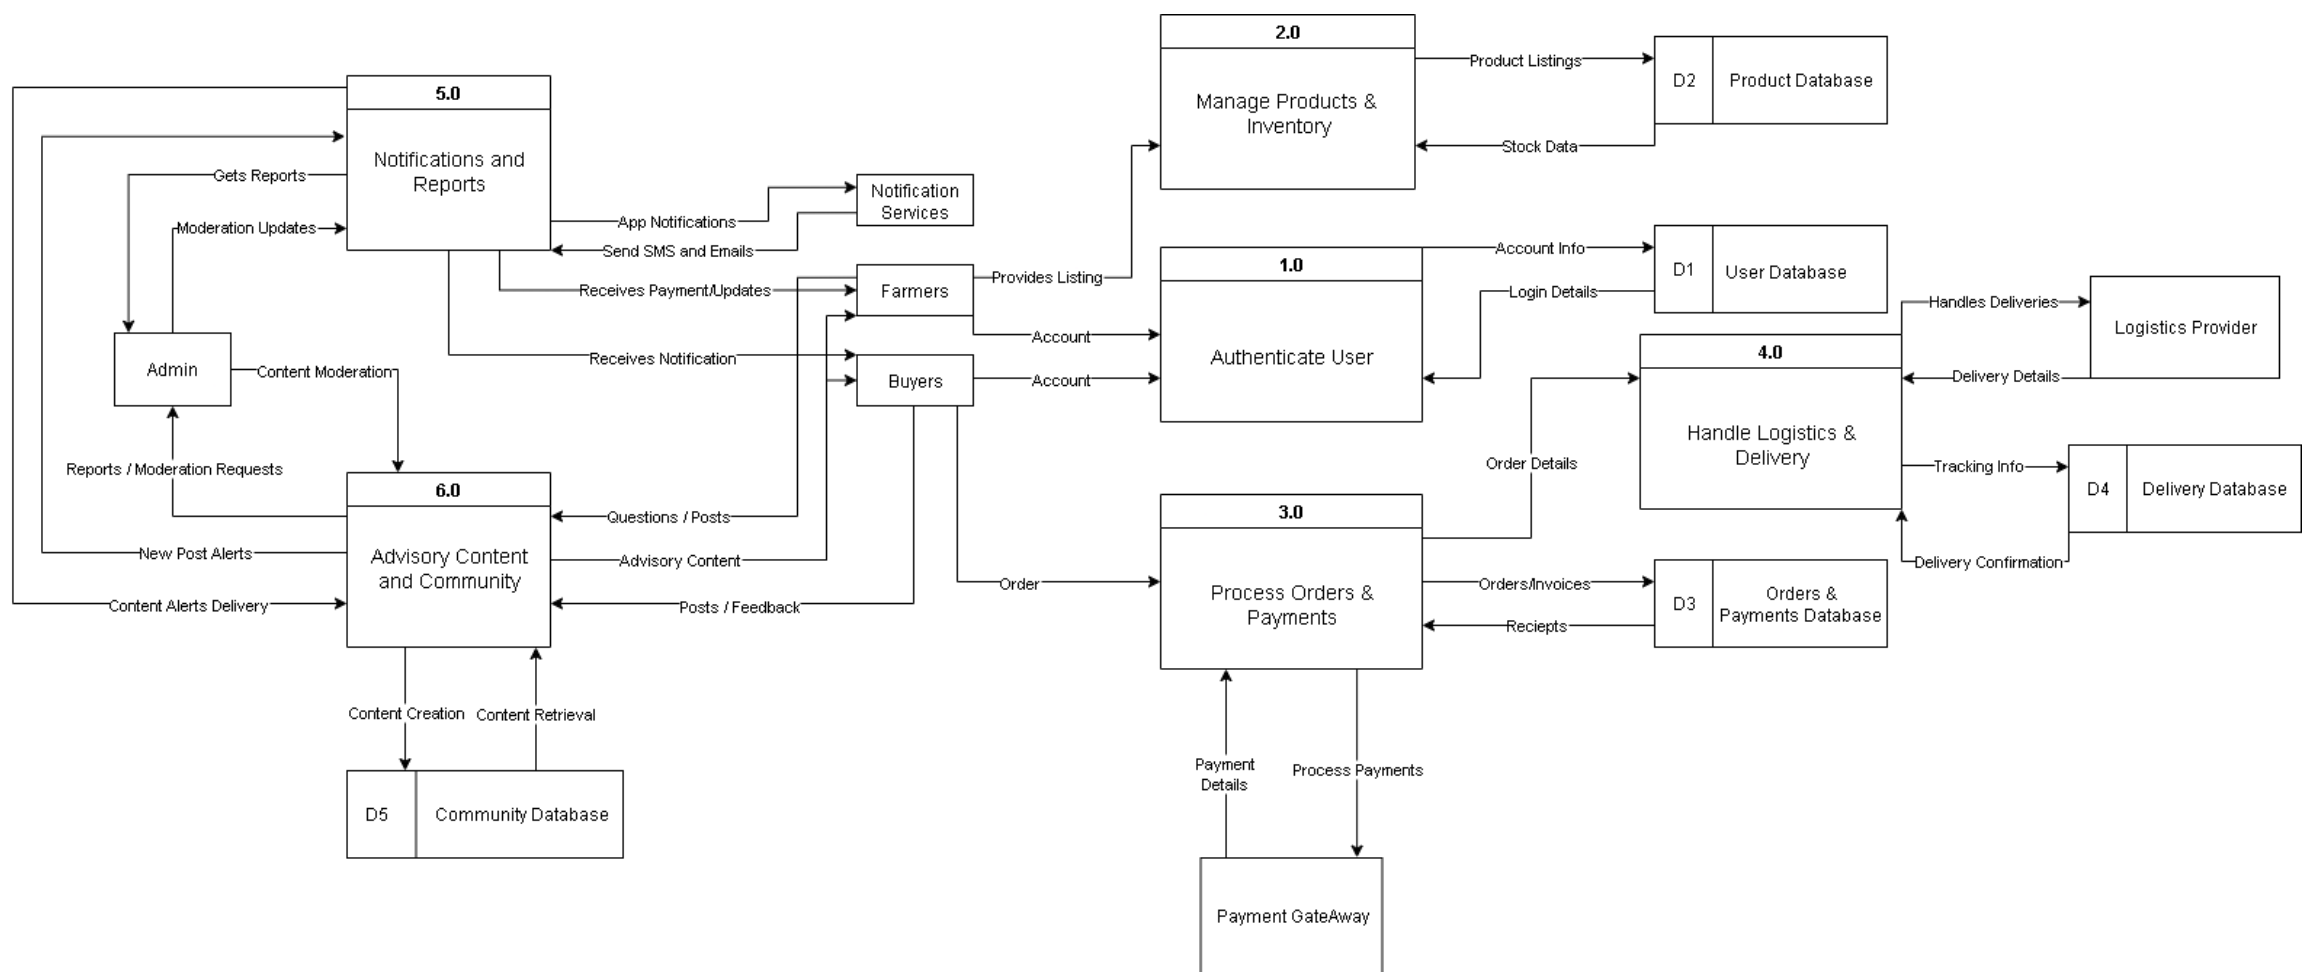 2.0
Manage Products &
Inventory
Product Listings
D2
Product Database
Stock Data
5.0
Notifications and
Reports
Gets Reports
Moderation Updates
App Notifications
Notification
Services
Send SMS and Emails
Receives Payment/Updates
Farmers
Provides Listing
Account
Receives Notification
Buyers
Account
1.0
Authenticate User
Account Info
D1
User Database
Login Details
Handles Deliveries
Logistics Provider
Delivery Details
4.0
Handle Logistics &
Delivery
Tracking Info
D4
Delivery Database
Delivery Confirmation
Order Details
Admin
Content Moderation
Reports / Moderation Requests
6.0
Advisory Content
and Community
Questions / Posts
New Post Alerts
Advisory Content
Content Alerts Delivery
Posts / Feedback
Order
3.0
Process Orders &
Payments
Orders/Invoices
D3
Orders &
Payments Database
Reciepts
Content Creation
Content Retrieval
D5
Community Database
Payment
Details
Process Payments
Payment GateAway